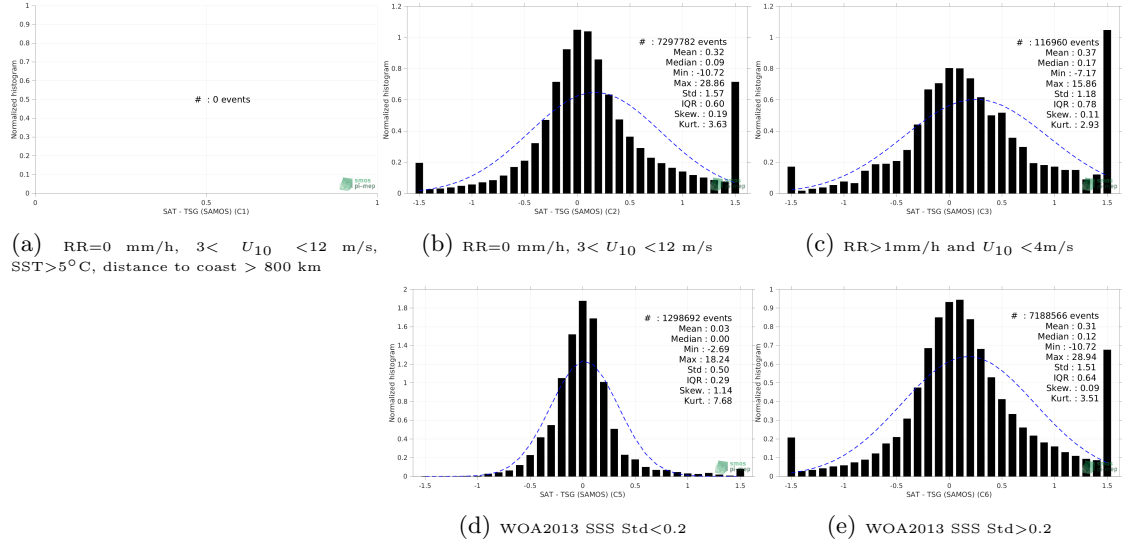 1
0.9
0.8
0.7
0.6
0.5
0.4
0.3
0.2
0.1
0
Normalized histogram
# : 0 events
smos
pi-mep
0 0.5 1
SAT - TSG (SAMOS) (C1)
(a) RR=0 mm/h, 3< U10 <12 m/s,
SST>5°C, distance to coast > 800 km
1.2
1
0.8
0.6
0.4
0.2
0
Normalized histogram
# : 7297782 events
Mean : 0.32
Median : 0.09
Min : -10.72
Max : 28.86
Std : 1.57
IQR : 0.60
Skew. : 0.19
Kurt. : 3.63
smos
pi-mep
-1.5 -1 -0.5 0 0.5 1 1.5
SAT - TSG (SAMOS) (C2)
(b) RR=0 mm/h, 3< U10 <12 m/s
1.2
1
0.8
0.6
0.4
0.2
0
Normalized histogram
# : 116960 events
Mean : 0.37
Median : 0.17
Min : -7.17
Max : 15.86
Std : 1.18
IQR : 0.78
Skew. : 0.11
Kurt. : 2.93
smos
pi-mep
-1.5 -1 -0.5 0 0.5 1 1.5
SAT - TSG (SAMOS) (C3)
(c) RR>1mm/h and U10 <4m/s
2
1.8
1.6
1.4
1.2
1
0.8
0.6
0.4
0.2
0
Normalized histogram
# : 1298692 events
Mean : 0.03
Median : 0.00
Min : -2.69
Max : 18.24
Std : 0.50
IQR : 0.29
Skew. : 1.14
Kurt. : 7.68
smos
pi-mep
-1.5 -1 -0.5 0 0.5 1 1.5
SAT - TSG (SAMOS) (C5)
(d) WOA2013 SSS Std<0.2
1
0.9
0.8
0.7
0.6
0.5
0.4
0.3
0.2
0.1
0
Normalized histogram
# : 7188566 events
Mean : 0.31
Median : 0.12
Min : -10.72
Max : 28.94
Std : 1.51
IQR : 0.64
Skew. : 0.09
Kurt. : 3.51
smos
pi-mep
-1.5 -1 -0.5 0 0.5 1 1.5
SAT - TSG (SAMOS) (C6)
(e) WOA2013 SSS Std>0.2